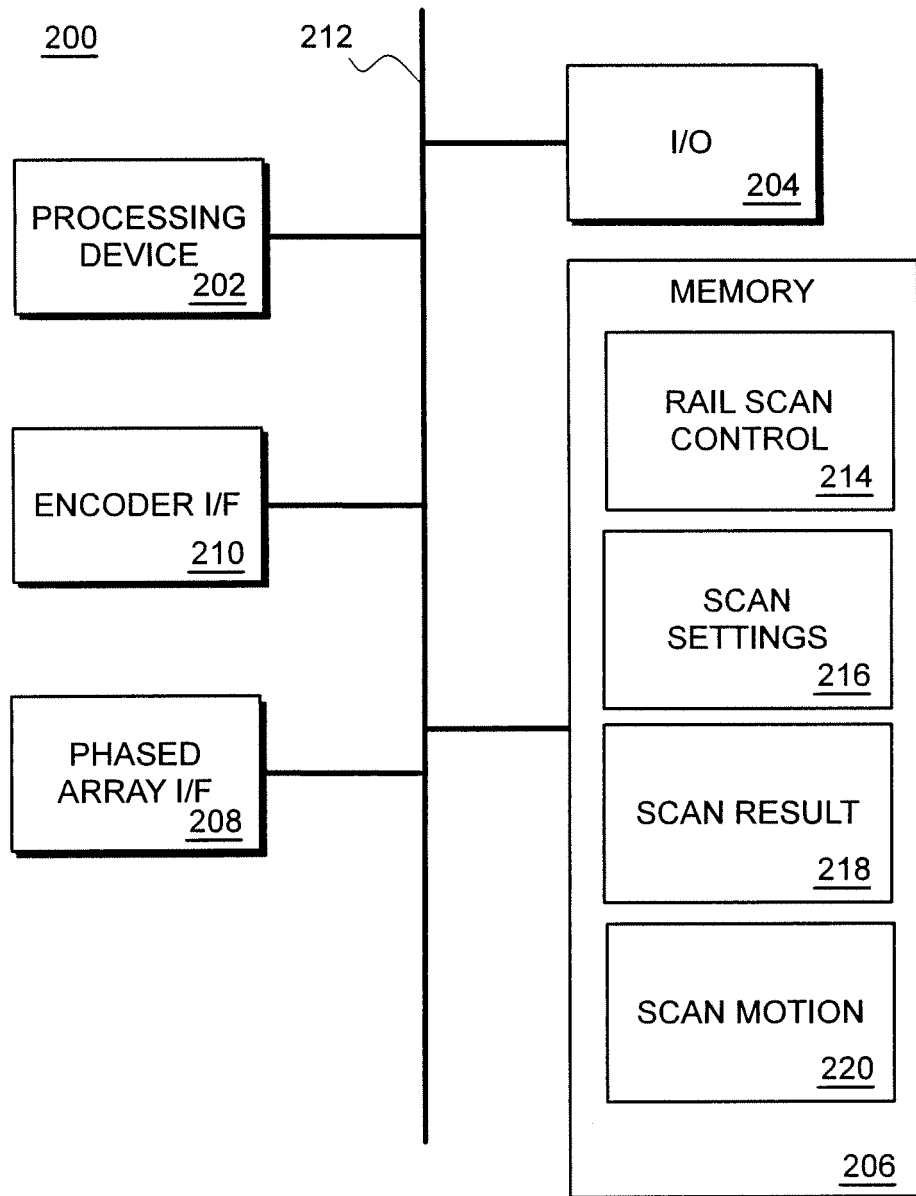 200
212
I/O
204
PROCESSING
DEVICE
202
MEMORY
RAIL SCAN
CONTROL
214
ENCODER I/F
210
SCAN
SETTINGS
216
PHASED
ARRAY I/F
208
SCAN RESULT
218
SCAN MOTION
220
206